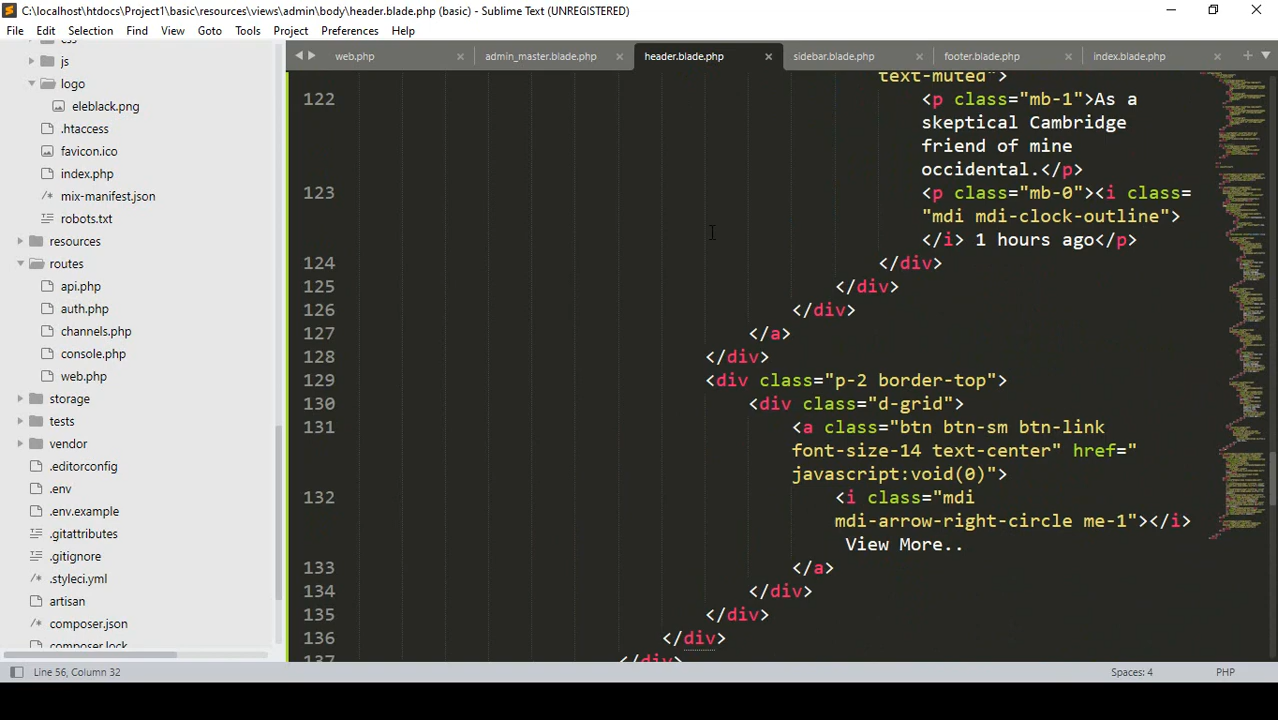 C:\localhost\htdocs\Project1\basic\resources\views\admin\body\header.blade.php (basic) - Sublime Text (UNREGISTERED)
File Edit Selection Find View Goto Tools Project Preferences Help
web.php admin_master.blade.php header.blade.php sidebar.blade.php footer.blade.php index.blade.php
css
js
logo
eleblack.png
.htaccess
favicon.ico
index.php
mix-manifest.json
robots.txt
resources
routes
api.php
auth.php
channels.php
console.php
web.php
storage
tests
vendor
.editorconfig
.env
.env.example
.gitattributes
.gitignore
.styleci.yml
artisan
composer.json
composer.lock
text-muted">
122 <p class="mb-1">As a
skeptical Cambridge
friend of mine
occidental.</p>
123 <p class="mb-0"><i class=
"mdi mdi-clock-outline">
</i> 1 hours ago</p>
124 </div>
125 </div>
126 </div>
127 </a>
128 </div>
129 <div class="p-2 border-top">
130 <div class="d-grid">
131 <a class="btn btn-sm btn-link
font-size-14 text-center" href="
javascript:void(0)">
132 <i class="mdi
mdi-arrow-right-circle me-1"></i>
View More..
133 </a>
134 </div>
135 </div>
136 </div>
137 </div>
Line 56, Column 32 Spaces: 4 PHP